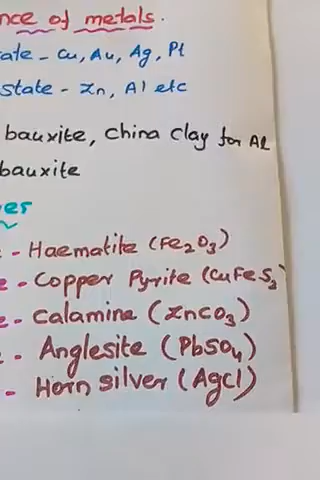 nce of metals.
ate - Cu, Au, Ag, Pt
state - Zn, Al etc
bauxite, China clay for Al
bauxite
- Haematite (Fe2O3)
e - Copper Pyrite (CuFeS2)
e - Calamine (ZnCO3)
- Anglesite (PbSO4)
- Horn silver (AgCl)